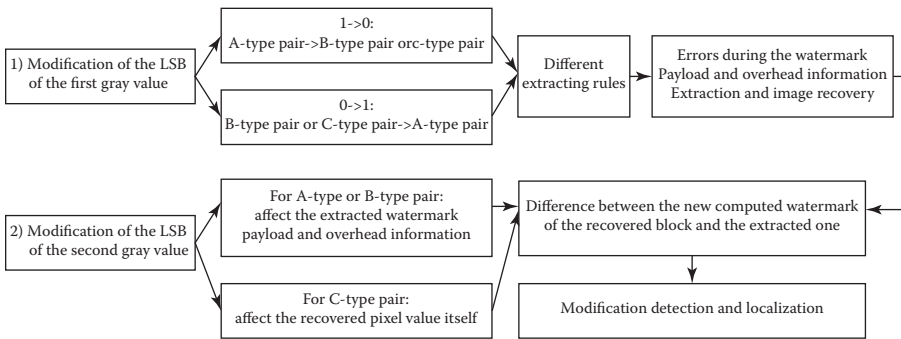 1->0:
A-type pair->B-type pair orc-type pair
1) Modification of the LSB
of the first gray value
0->1:
B-type pair or C-type pair->A-type pair
Different
extracting rules
Errors during the watermark
Payload and overhead information
Extraction and image recovery
2) Modification of the LSB
of the second gray value
For A-type or B-type pair:
affect the extracted watermark
payload and overhead information
For C-type pair:
affect the recovered pixel value itself
Difference between the new computed watermark
of the recovered block and the extracted one
Modification detection and localization